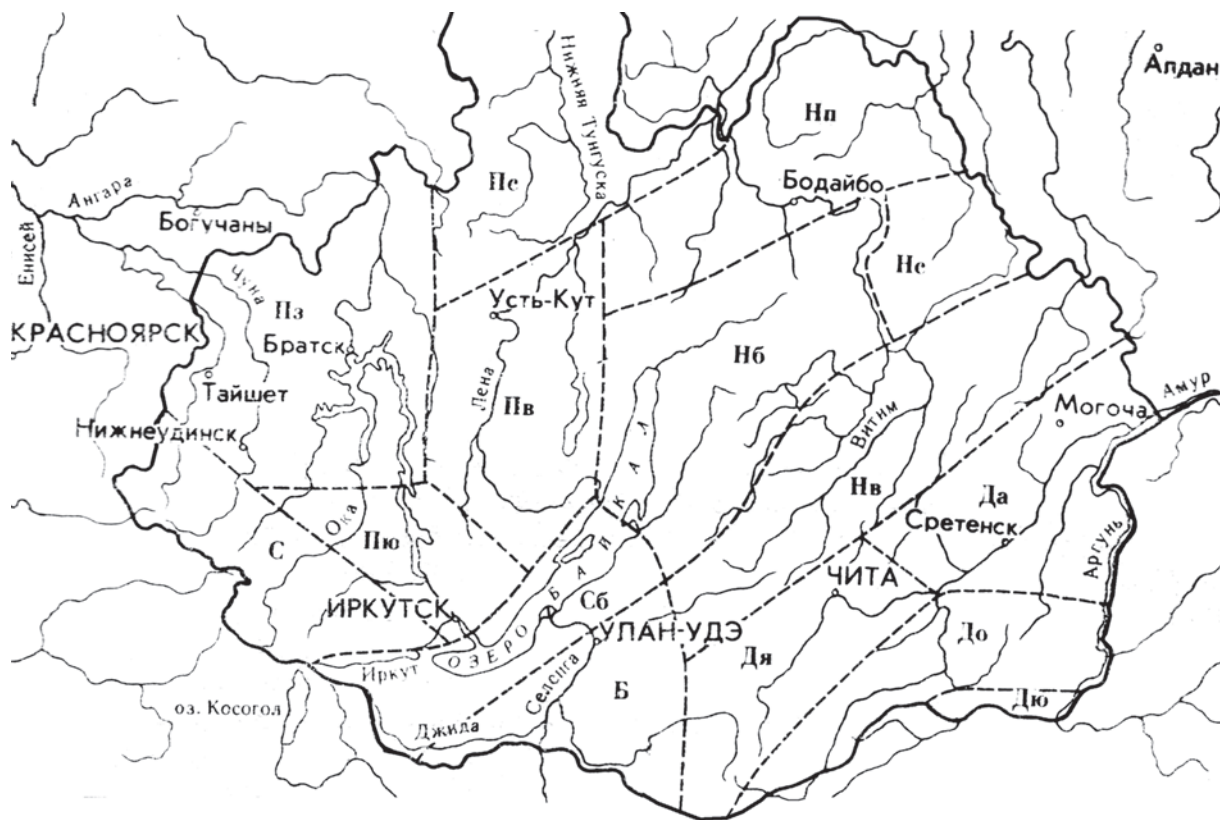 Нижняя Тунгуска
Алдан
Нп
Пс
Ангара
Бодайбо
Богучаны
Енисей
Чуна
Нс
Усть-Кут
Пз
КРАСНОЯРСК
Братск
Нб
Лена
Тайшет
Амур
Могоча
Пв
Витим
Нижнеудинск
Нв
Да
Ока
С
Пю
Сретенск
Аргунь
ЧИТА
ИРКУТСК
Сб
УЛАН-УДЭ
До
ОЗЕРО БАЙКАЛ
Дя
Иркут
Селенга
Б
Дю
оз. Косогол
Джида